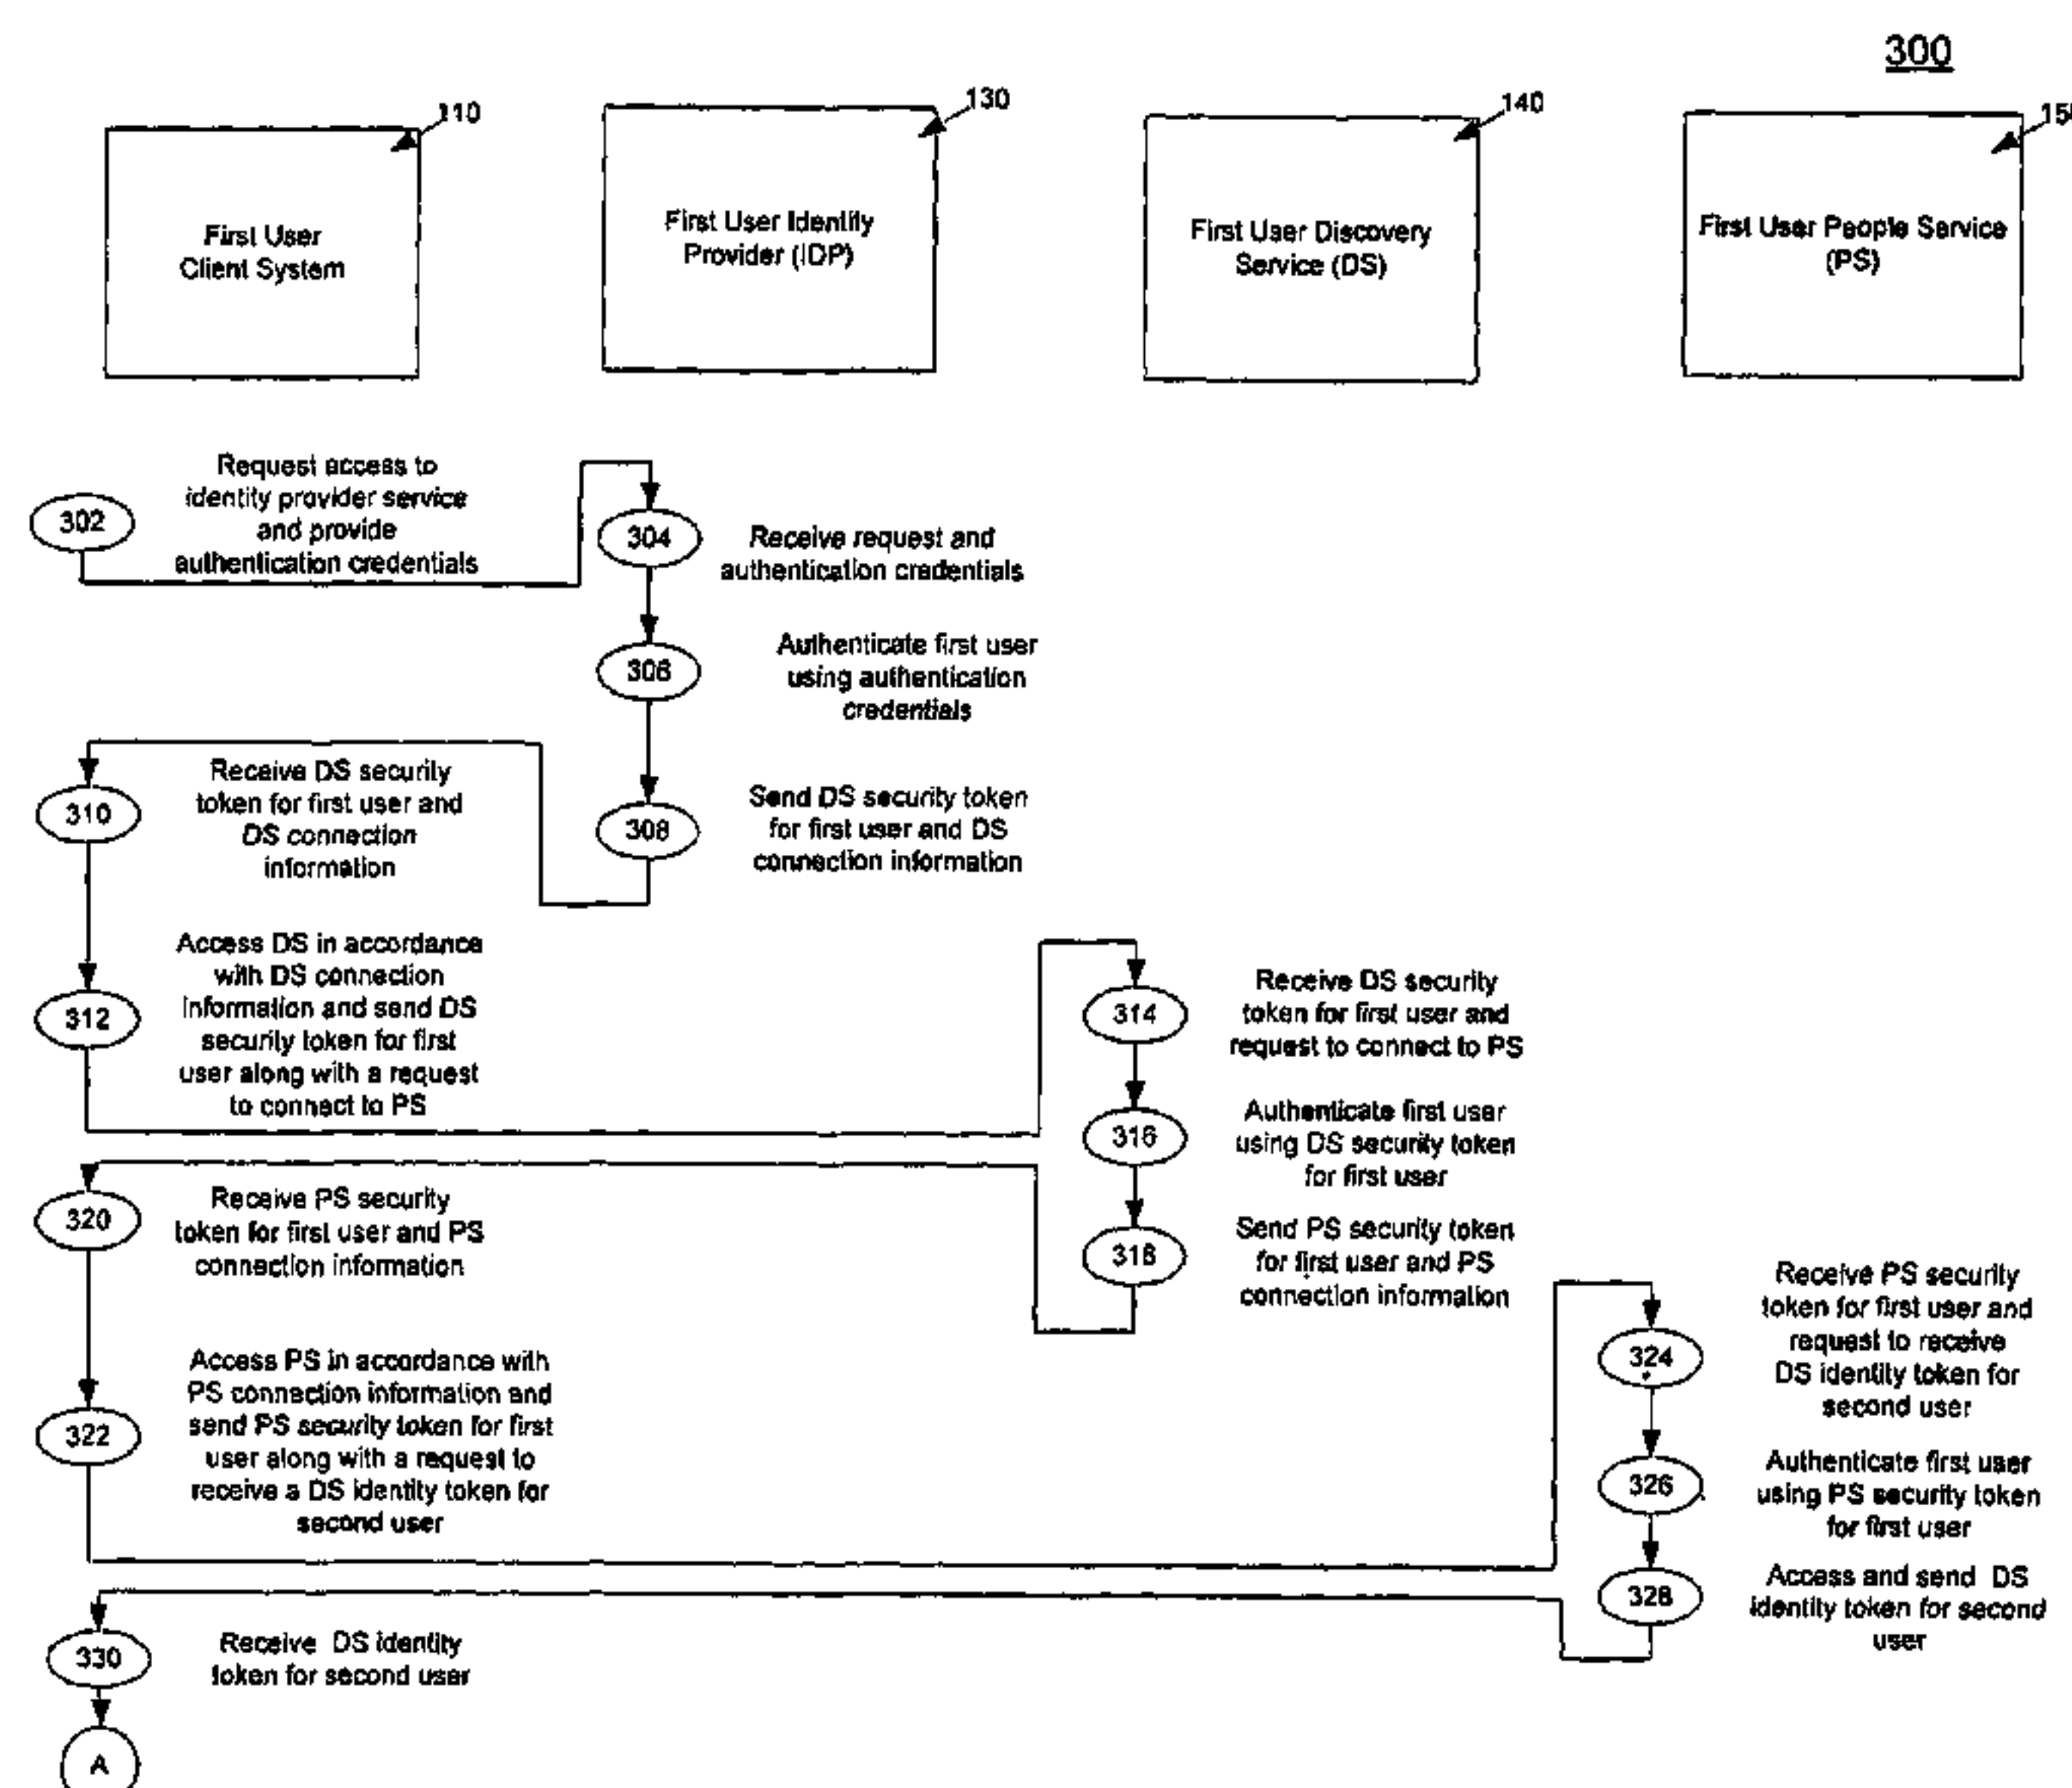 300
110
130
140
First User
Client System
First User Identity
Provider (IDP)
First User Discovery
Service (DS)
First User People Service
(PS)
302
Request access to
identity provider service
and provide
authentication credentials
304
Receive request and
authentication credentials
306
Authenticate first user
using authentication
credentials
308
Send DS security token
for first user and DS
connection information
310
Receive DS security
token for first user and
DS connection
information
312
Access DS in accordance
with DS connection
information and send DS
security token for first
user along with a request
to connect to PS
314
Receive DS security
token for first user and
request to connect to PS
316
Authenticate first user
using DS security token
for first user
318
Send PS security token
for first user and PS
connection information
320
Receive PS security
token for first user and PS
connection information
322
Access PS in accordance with
PS connection information and
send PS security token for first
user along with a request to
receive a DS identity token for
second user
324
Receive PS security
token for first user and
request to receive
DS identity token for
second user
326
Authenticate first user
using PS security token
for first user
328
Access and send DS
identity token for second
user
330
Receive DS identity
token for second user
A